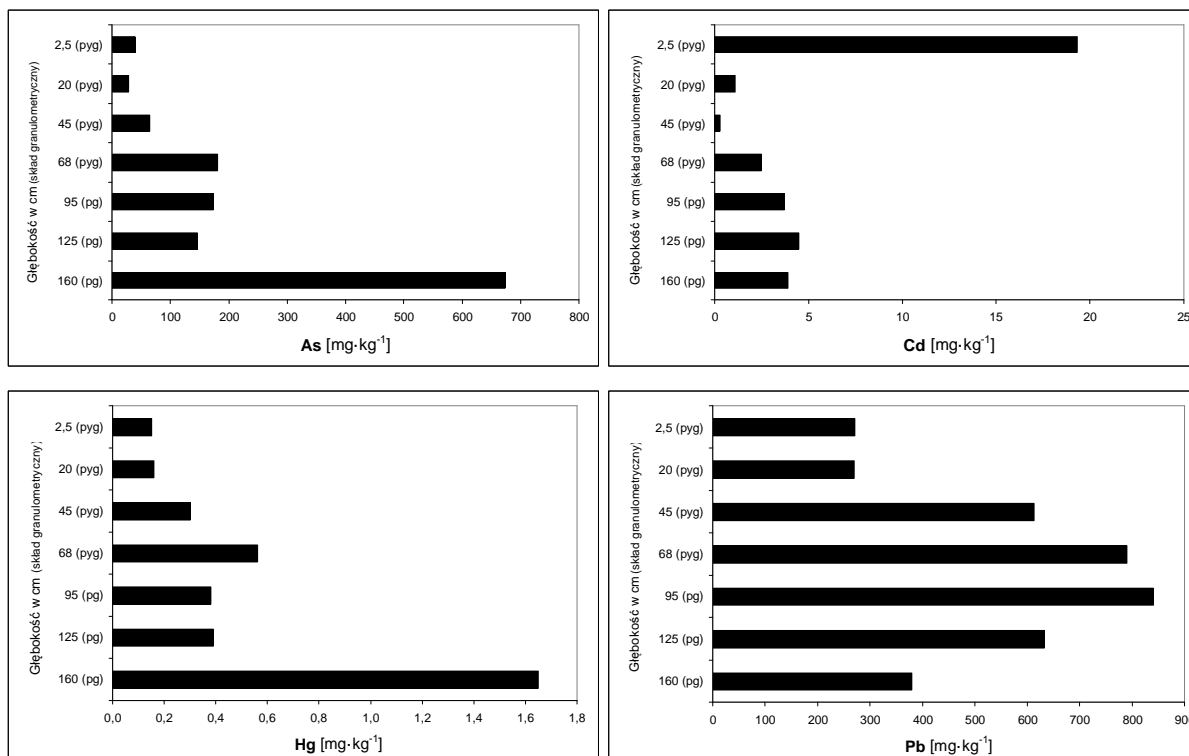 Głębokość w cm (skład granulometryczny)
2,5 (pyg)
20 (pyg)
45 (pyg)
68 (pyg)
95 (pg)
125 (pg)
160 (pg)
0 100 200 300 400 500 600 700 800
As [mg·kg-1]
Głębokość w cm (skład granulometryczny)
2,5 (pyg)
20 (pyg)
45 (pyg)
68 (pyg)
95 (pg)
125 (pg)
160 (pg)
0 5 10 15 20 25
Cd [mg·kg-1]
Głębokość w cm (skład granulometryczny)
2,5 (pyg)
20 (pyg)
45 (pyg)
68 (pyg)
95 (pg)
125 (pg)
160 (pg)
0,0 0,2 0,4 0,6 0,8 1,0 1,2 1,4 1,6 1,8
Hg [mg·kg-1]
Głębokość w cm (skład granulometryczny)
2,5 (pyg)
20 (pyg)
45 (pyg)
68 (pyg)
95 (pg)
125 (pg)
160 (pg)
0 100 200 300 400 500 600 700 800 90
Pb [mg·kg-1]